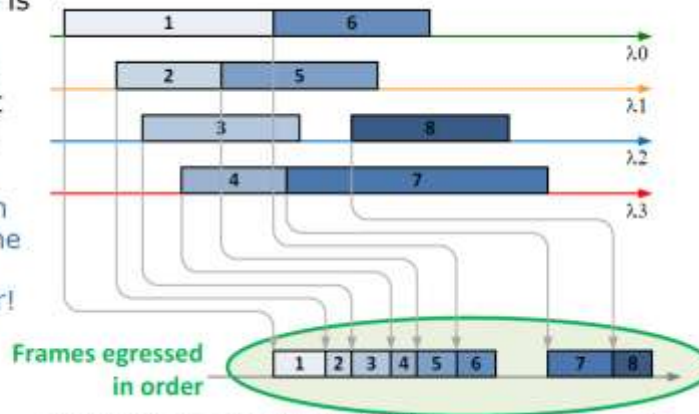 is
1 6
λ0
2 5
λ1
3 8
λ2
4 7
λ3
r!
Frames egressed
in order
1 2 3 4 5 6 7 8